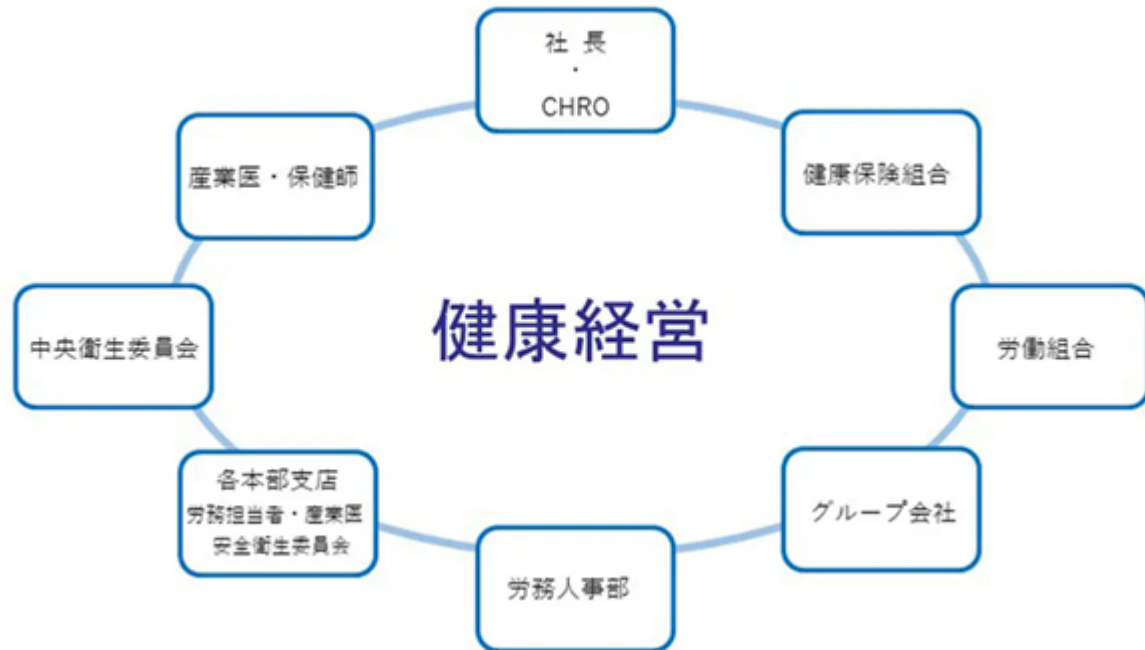 社 長
・
CHRO
産業医・保健師
健康保険組合
中央衛生委員会
健康経営
労働組合
各本部支店
労務担当者・産業医
安全衛生委員会
グループ会社
労務人事部